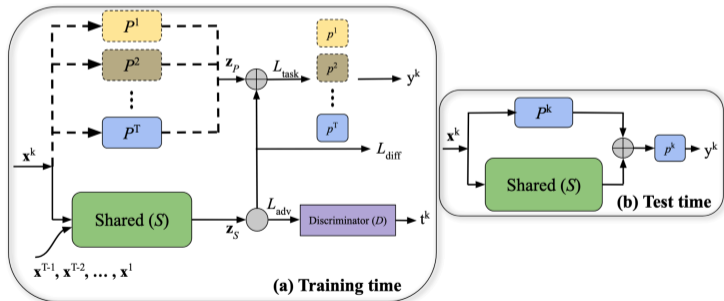 P¹
P²
Pᵀ
z_P
L_task
p¹
p²
pᵀ
yᵏ
L_diff
xᵏ
Shared (S)
z_S
L_adv
Discriminator (D)
tᵏ
xᵀ⁻¹, xᵀ⁻², ... , x¹
(a) Training time
xᵏ
Pᵏ
Shared (S)
pᵏ
yᵏ
(b) Test time